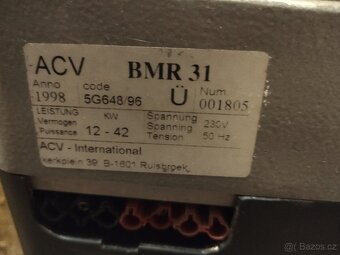 ACV BMR 31
Anno code Ü Num.
1998 5G648/96 001805
LEISTUNG KW Spannung 230V
Vermogen Spanning
Puissance 12 - 42 Tension 50 Hz
ACV - International
kerkplein 39 B-1601 Ruisbroek
Bazos.cz